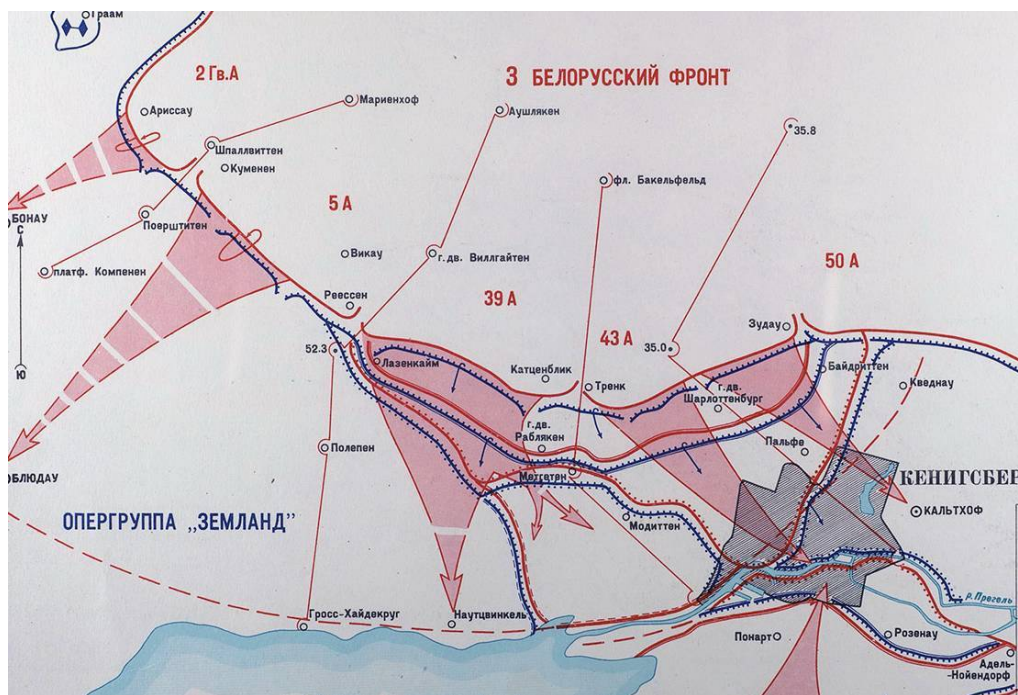 Граам
2 Гв.А
3 БЕЛОРУССКИЙ ФРОНТ
Ариссау
Мариенхоф
Аушлякен
35.8
Шпаллвиттен
Куменен
фл. Бакельфельд
5 А
Поерштитен
БОНАУ
С
Викау
г. дв. Виллгайтен
50 А
платф. Компенен
39 А
Реессен
Зудау
43 А
52.3
35.0
Ю
Лазенкайм
Катценблик
Байдриттен
Тренк
г.дв.
Шарлоттенбург
Кведнау
г.дв.
Раблякен
Полепен
Пальфе
Метгетен
БЛЮДАУ
КЕНИГСБЕР
КАЛЬТХОФ
ОПЕРГРУППА „ЗЕМЛАНД"
Модиттен
р. Прегель
Гросс-Хайдекруг
Наутцвинкель
Понарт
Розенау
Адель-
-Нойендорф